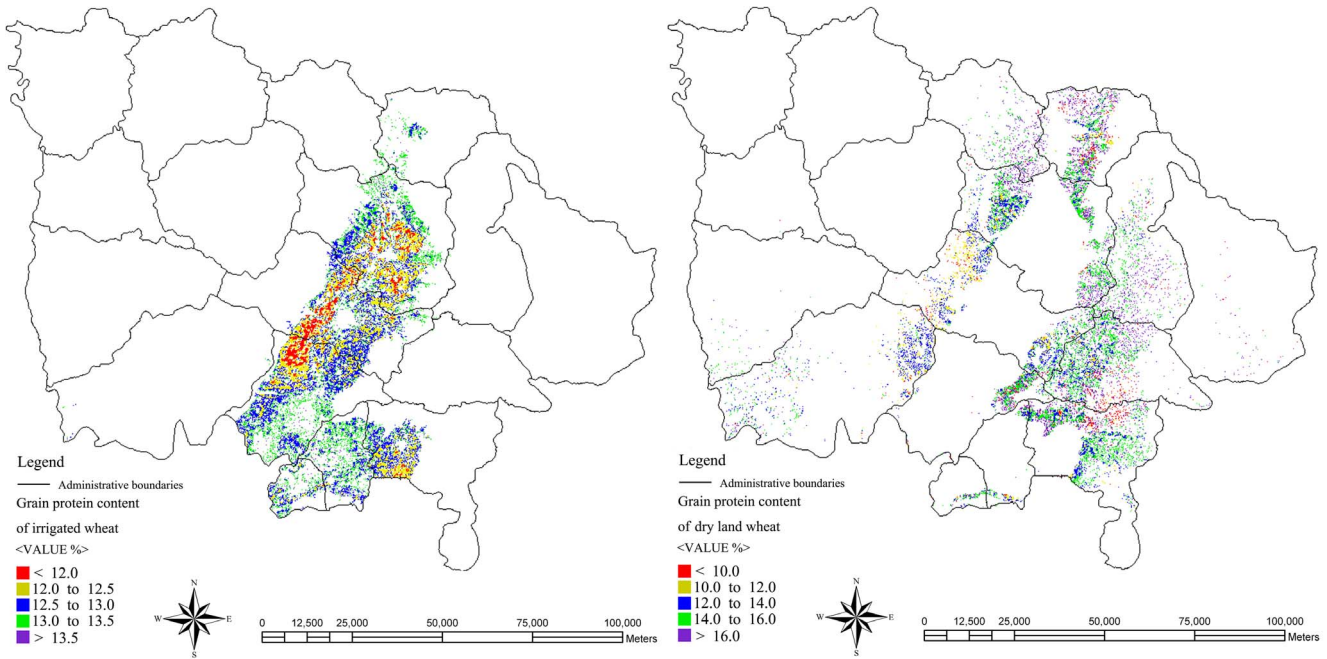 Legend
Administrative boundaries
Grain protein content
of irrigated wheat
<VALUE %>
< 12.0
12.0 to 12.5
12.5 to 13.0
13.0 to 13.5
> 13.5
N
W E
S
0 12,500 25,000 50,000 75,000 100,000
Meters
Legend
Administrative boundaries
Grain protein content
of dry land wheat
<VALUE %>
< 10.0
10.0 to 12.0
12.0 to 14.0
14.0 to 16.0
> 16.0
N
W E
S
0 12,500 25,000 50,000 75,000 100,000
Meters